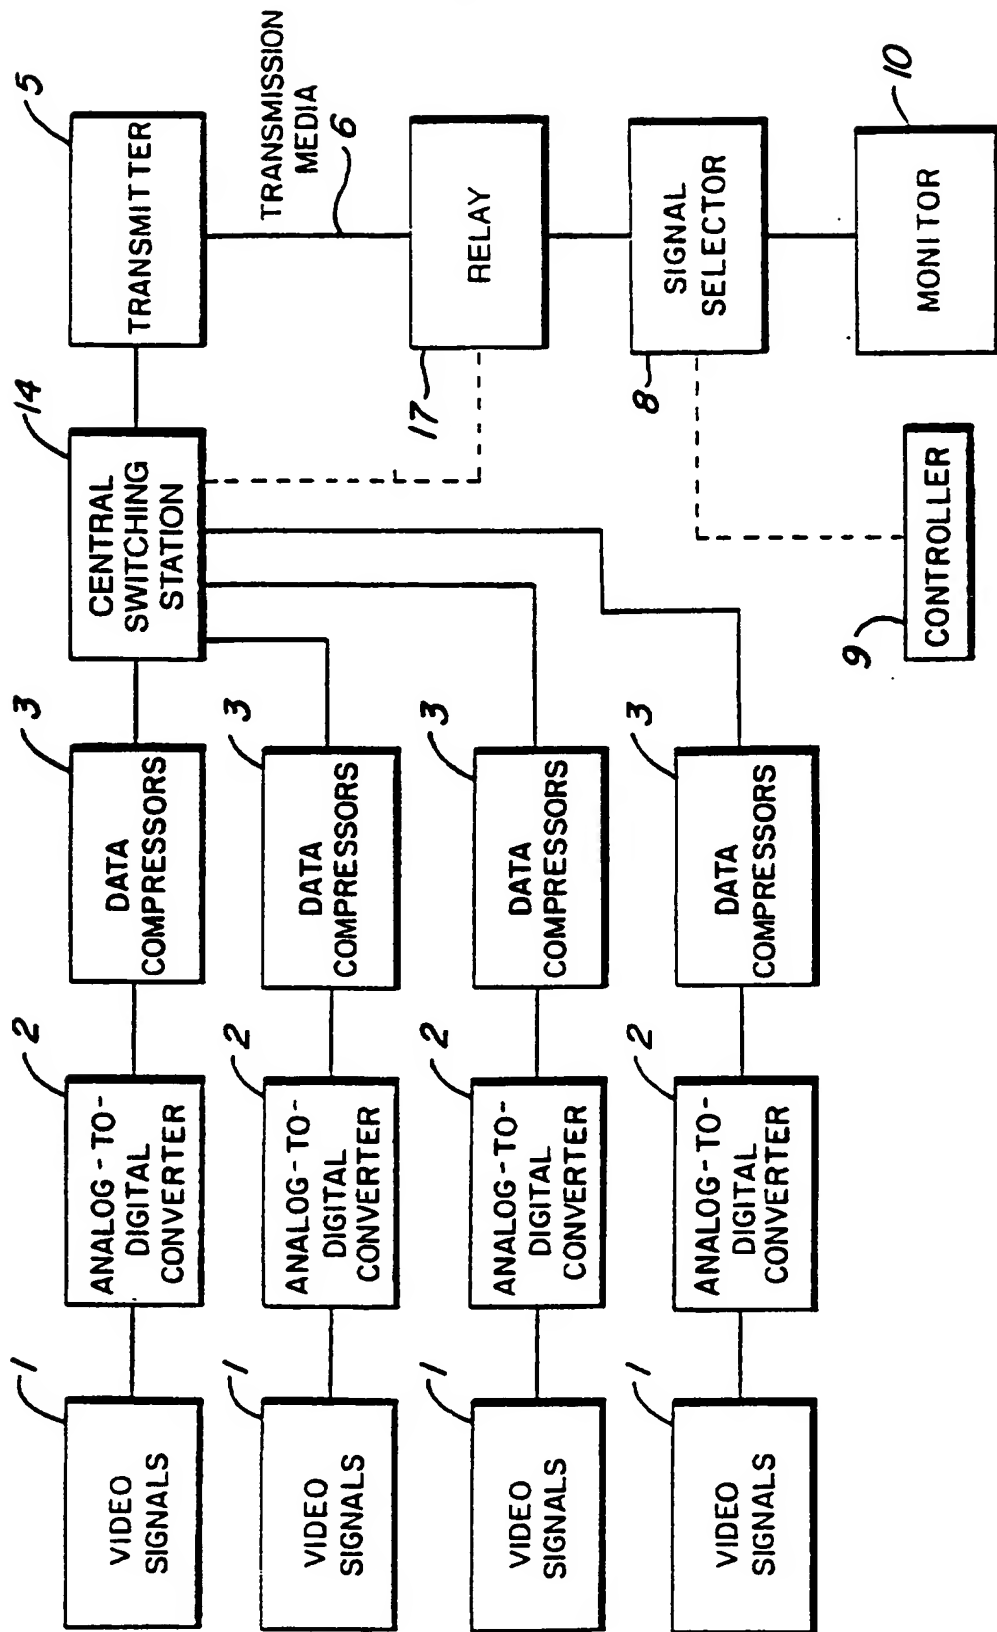 1
VIDEO
SIGNALS
2
ANALOG-TO-
DIGITAL
CONVERTER
3
DATA
COMPRESSORS
14
CENTRAL
SWITCHING
STATION
5
TRANSMITTER
1
VIDEO
SIGNALS
2
ANALOG-TO-
DIGITAL
CONVERTER
3
DATA
COMPRESSORS
TRANSMISSION
MEDIA
6
1
VIDEO
SIGNALS
2
ANALOG-TO-
DIGITAL
CONVERTER
3
DATA
COMPRESSORS
17
RELAY
1
VIDEO
SIGNALS
2
ANALOG-TO-
DIGITAL
CONVERTER
3
DATA
COMPRESSORS
8
SIGNAL
SELECTOR
9
CONTROLLER
10
MONITOR